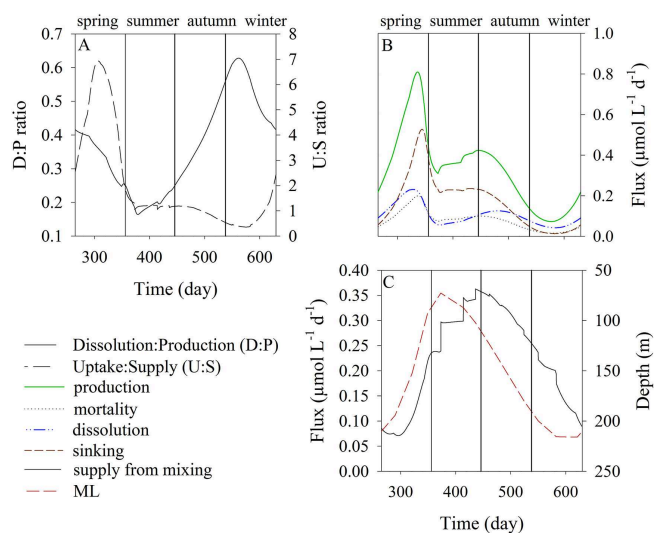 spring summer autumn winter
spring summer autumn winter
A
0.7
0.6
0.5
0.4
0.3
0.2
0.1
D:P ratio
8
7
6
5
4
3
2
1
0
U:S ratio
300 400 500 600
Time (day)
B
1.0
0.8
0.6
0.4
0.2
0.0
Flux (µmol L⁻¹ d⁻¹)
C
0.40
0.35
0.30
0.25
0.20
0.15
0.10
0.05
0.00
Flux (µmol L⁻¹ d⁻¹)
50
100
150
200
250
Depth (m)
300 400 500 600
Time (day)
Dissolution:Production (D:P)
Uptake:Supply (U:S)
production
mortality
dissolution
sinking
supply from mixing
ML